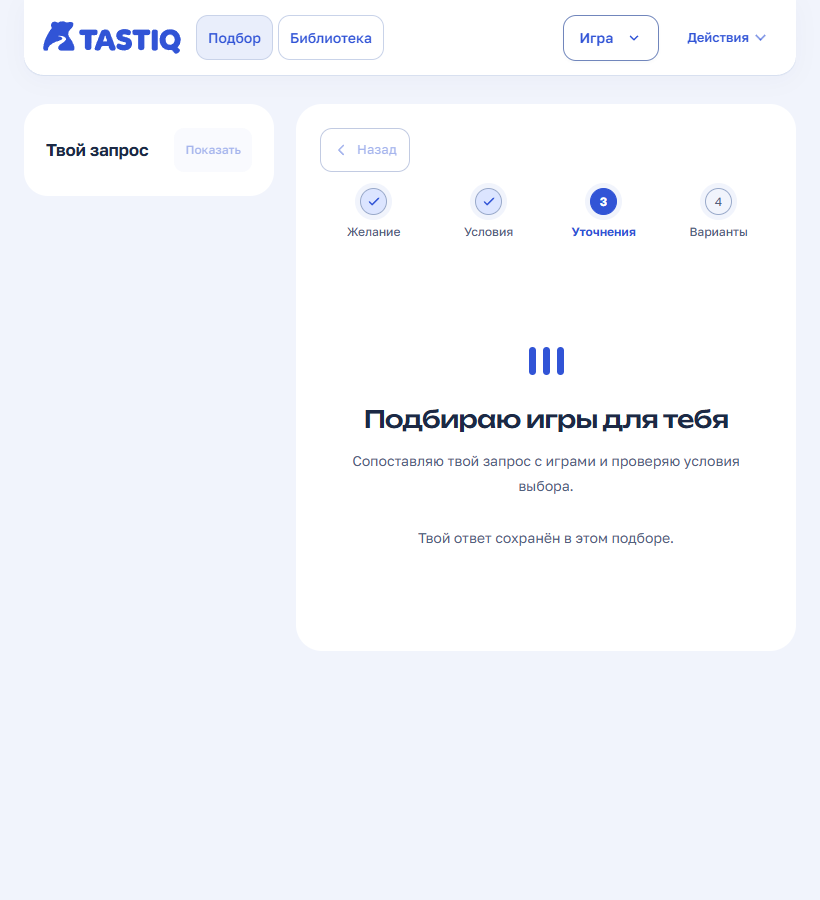 TASTIQ
Подбор
Библиотека
Игра
Действия
Твой запрос
Показать
Назад
3
4
Желание
Условия
Уточнения
Варианты
Подбираю игры для тебя
Сопоставляю твой запрос с играми и проверяю условия
выбора.
Твой ответ сохранён в этом подборе.